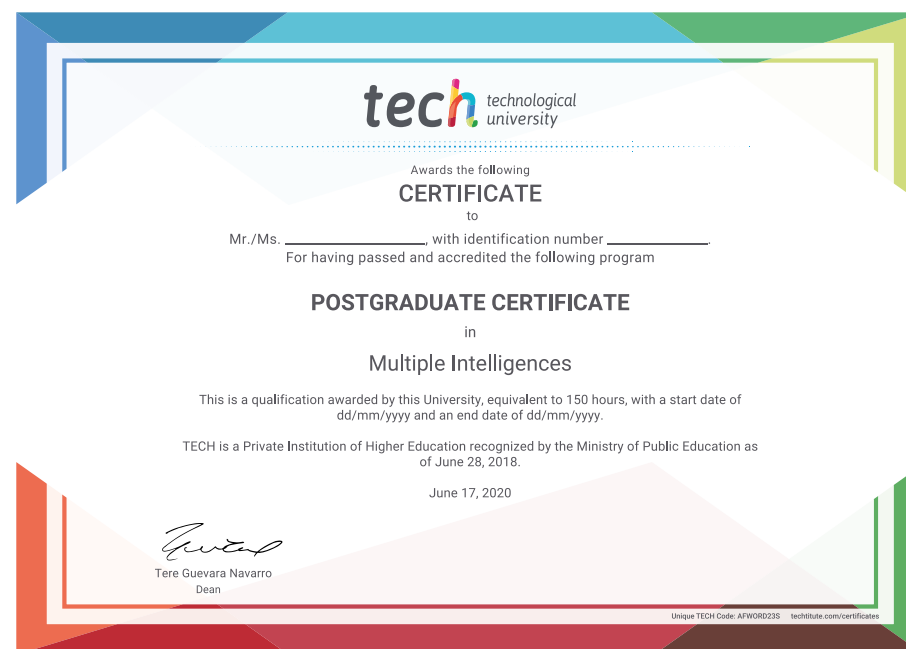 tech technological
university
Awards the following
CERTIFICATE
to
Mr./Ms. ____________________, with identification number ______________.
For having passed and accredited the following program
POSTGRADUATE CERTIFICATE
in
Multiple Intelligences
This is a qualification awarded by this University, equivalent to 150 hours, with a start date of
dd/mm/yyyy and an end date of dd/mm/yyyy.
TECH is a Private Institution of Higher Education recognized by the Ministry of Public Education as
of June 28, 2018.
June 17, 2020
Tere Guevara Navarro
Dean
Unique TECH Code: AFWORD23S techtitute.com/certificates